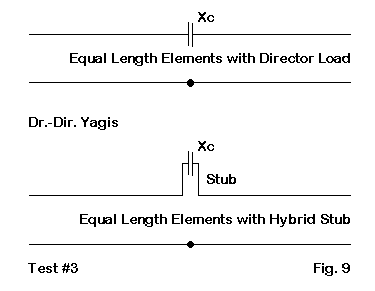 Xc
Equal Length Elements with Director Load
Dr.-Dir. Yagis
Xc
Stub
Equal Length Elements with Hybrid Stub
Test #3 Fig. 9